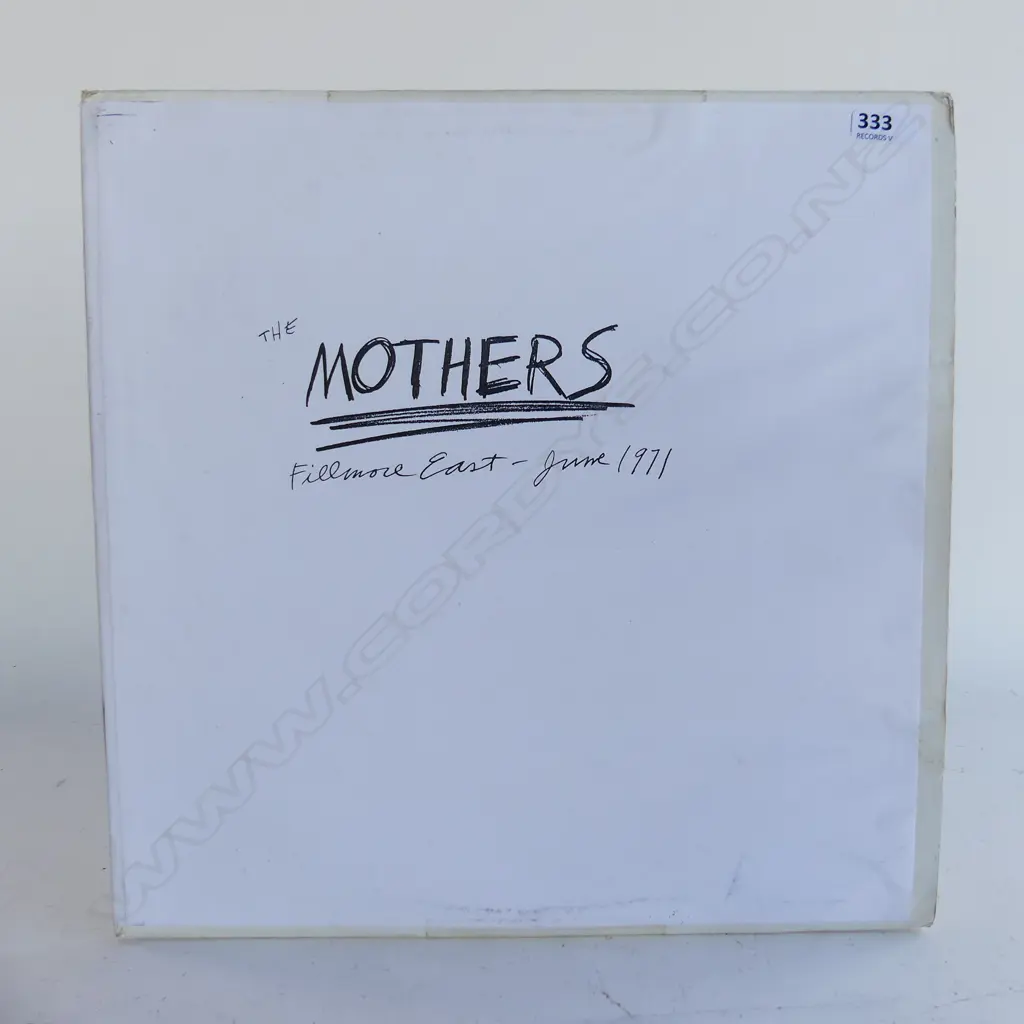 333
RECORDS V
THE
MOTHERS
Fillmore East - June 1971
WWW.CORDYS.CO.NZ